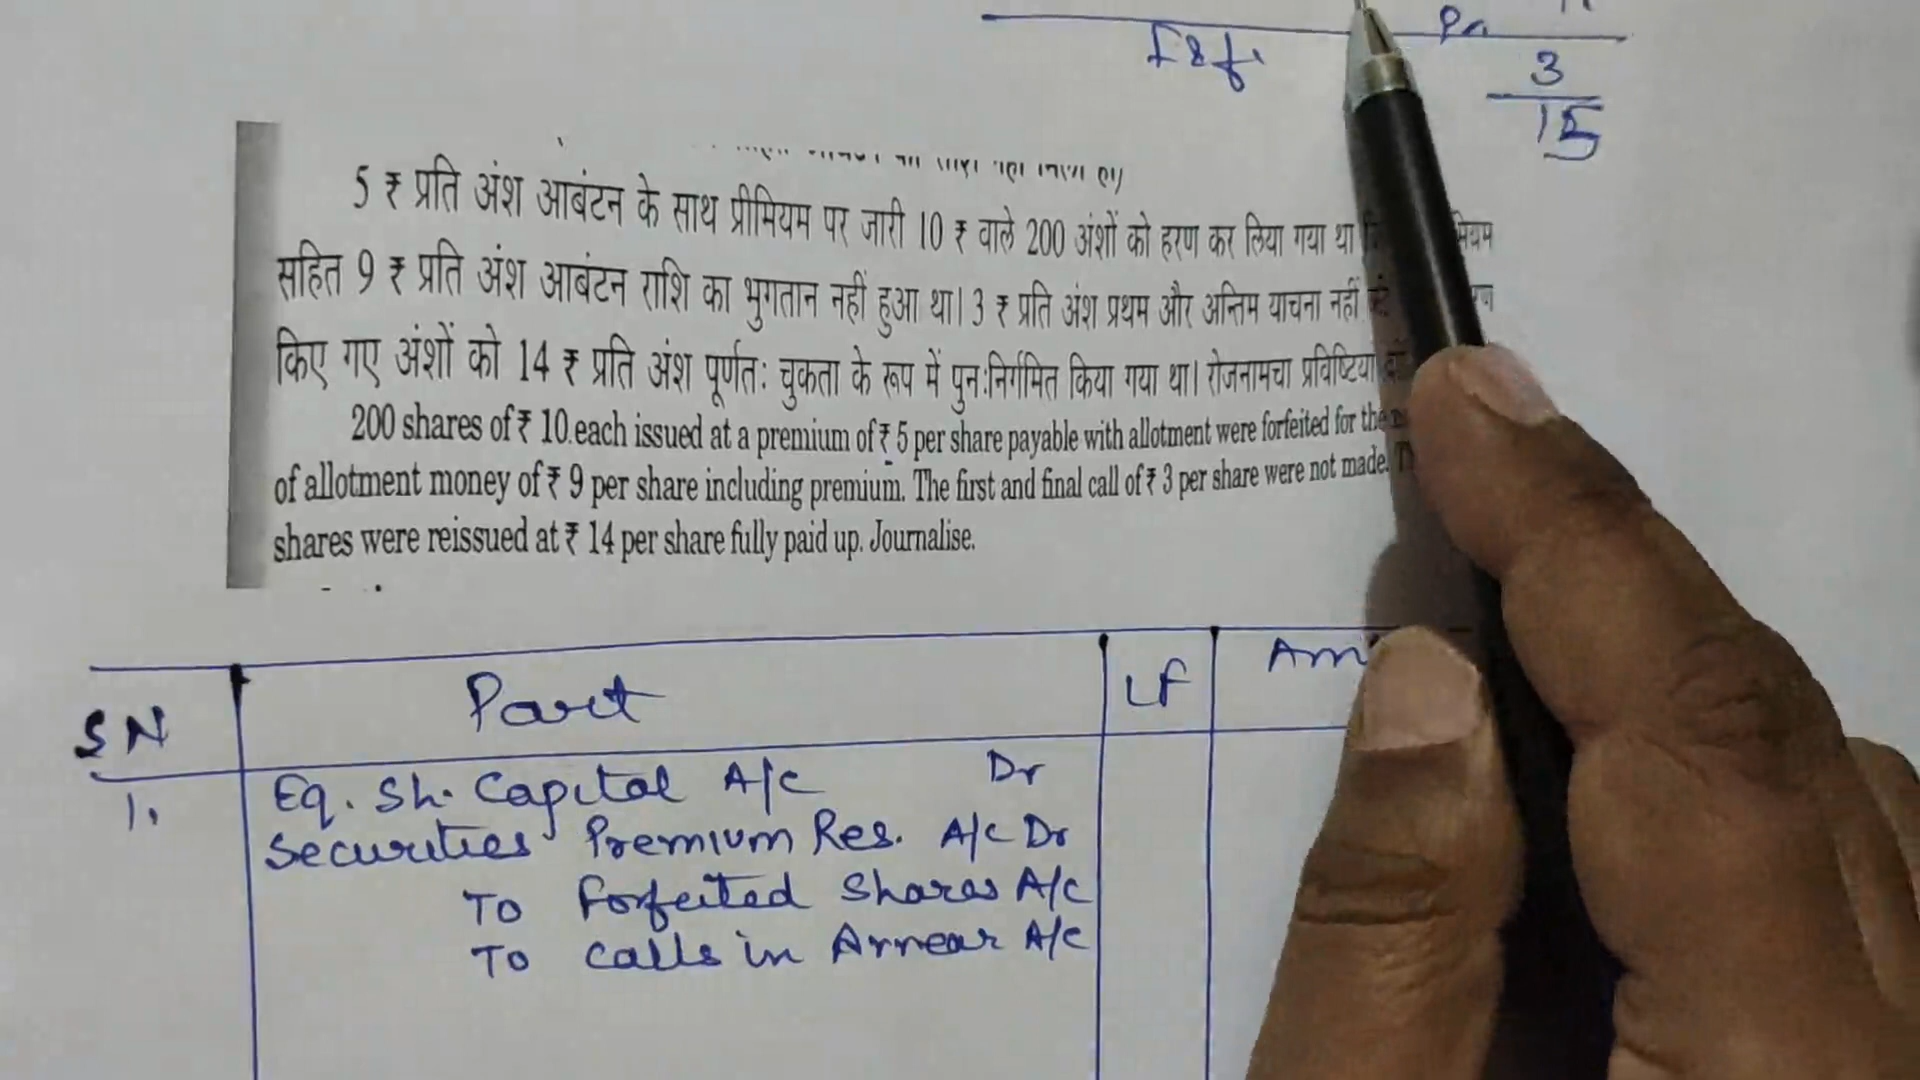 3
F & f.
15
5 ₹ प्रति अंश आबंटन के साथ प्रीमियम पर जारी 10 ₹ वाले 200 अंशों को हरण कर लिया गया था
सहित 9 ₹ प्रति अंश आबंटन राशि का भुगतान नहीं हुआ था। 3 ₹ प्रति अंश प्रथम और अन्तिम याचना नहीं
किए गए अंशों को 14 ₹ प्रति अंश पूर्णतः चुकता के रूप में पुनःनिर्गमित किया गया था। रोजनामचा प्रविष्टियां
200 shares of ₹ 10 each issued at a premium of ₹ 5 per share payable with allotment were forfeited for the
of allotment money of ₹ 9 per share including premium. The first and final call of ₹ 3 per share were not made.
shares were reissued at ₹ 14 per share fully paid up. Journalise.
SN Part LF Am
1. Eq. Sh. Capital A/c Dr
Securities Premium Res. A/c Dr
To Forfeited Shares A/c
To Calls in Arrear A/c